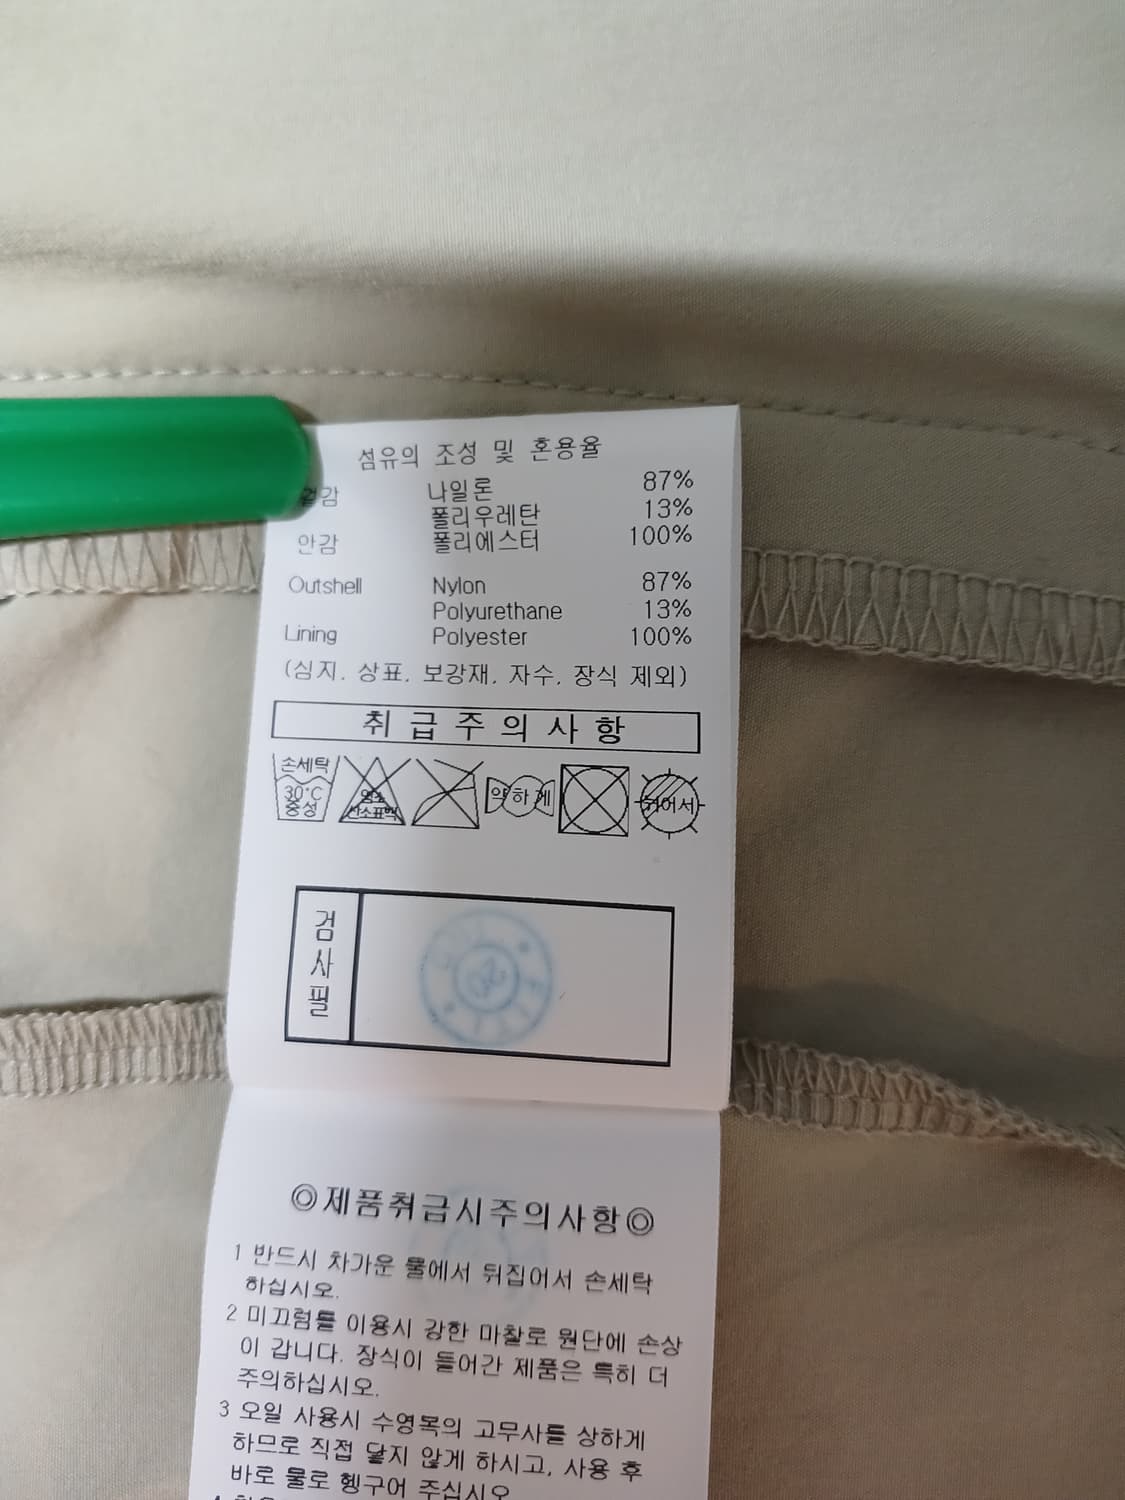 섬유의 조성 및 혼용율
겉감 나일론 87%
폴리우레탄 13%
안감 폴리에스터 100%
Outshell Nylon 87%
Polyurethane 13%
Lining Polyester 100%
(심지, 상표, 보강재, 자수, 장식 제외)
취급주의사항
손세탁 30°C 중성
염소 산소표백
약하게
뉘어서
검사필
◎제품취급시주의사항◎
1 반드시 차가운 물에서 뒤집어서 손세탁
하십시오.
2 미끄럼틀 이용시 강한 마찰로 원단에 손상
이 갑니다. 장식이 들어간 제품은 특히 더
주의하십시오.
3 오일 사용시 수영복의 고무사를 상하게
하므로 직접 닿지 않게 하시고, 사용 후
바로 물로 헹구어 주십시오